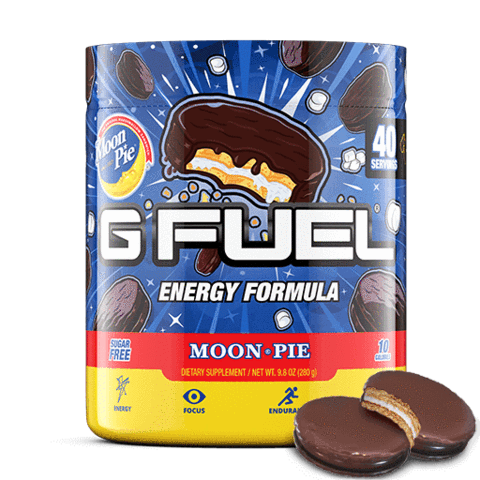 Moon
Pie
40
SERVINGS
G FUEL
ENERGY FORMULA
SUGAR
FREE
MOON PIE
10
CALORIES
DIETARY SUPPLEMENT / NET WT. 9.8 OZ (280 g)
ENERGY
FOCUS